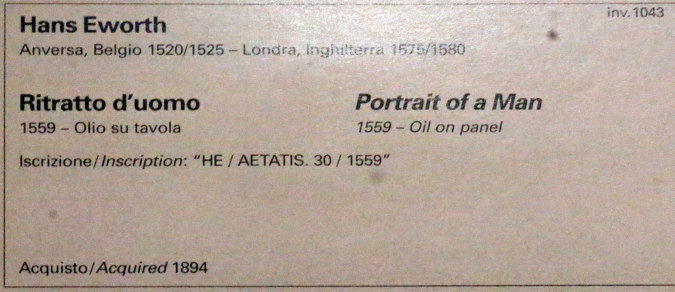 inv. 1043
Hans Eworth
Anversa, Belgio 1520/1525 – Londra, Inghilterra 1575/1580
Ritratto d'uomo
1559 – Olio su tavola
Portrait of a Man
1559 – Oil on panel
Iscrizione/Inscription: "HE / AETATIS. 30 / 1559"
Acquisto/Acquired 1894